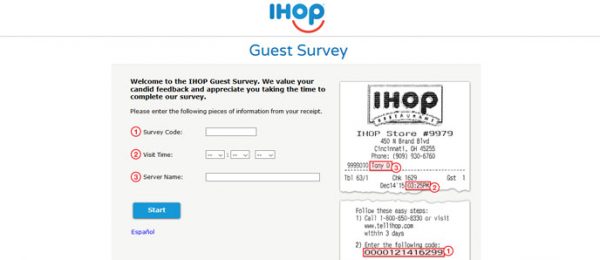 IHOP
Guest Survey
Welcome to the IHOP Guest Survey. We value your
candid feedback and appreciate you taking the time to
complete our survey.
Please enter the following pieces of information from your receipt.
1 Survey Code:
2 Visit Time: -- : -- --
3 Server Name:
Start
Español
IHOP
RESTAURANT
IHOP Store #9979
450 N Brand Blvd
Cincinnati, OH 45255
Phone: (909) 930-6760
9999010 Tony D 3
Tbl 63/1 Chk 1629 Gst 1
Dec14'15 03:25PM
2
Follow these easy steps:
1) Call 1-800-650-8330 or visit
www.tellihop.com
within 3 days
2) Enter the following code:
0000121416299 1